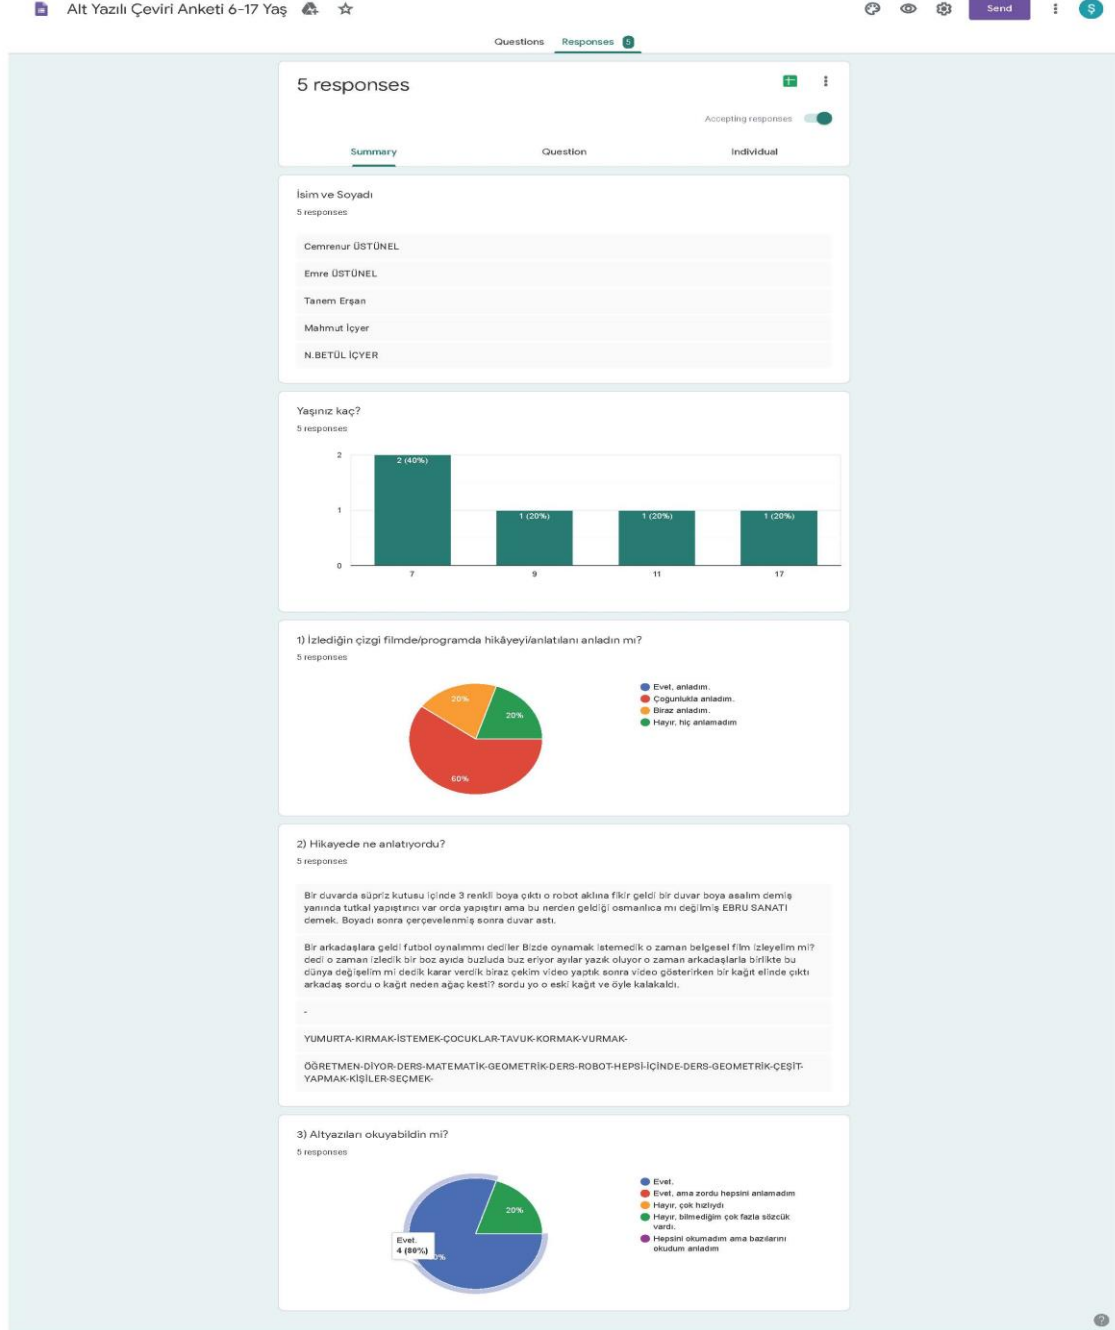 Alt Yazılı Çeviri Anketi 6-17 Yaş
Send
Ş
Questions Responses 5
5 responses
Accepting responses
Summary Question Individual
İsim ve Soyadı
5 responses
Cemrenur ÜSTÜNEL
Emre ÜSTÜNEL
Tanem Erşan
Mahmut İçyer
N.BETÜL İÇYER
Yaşınız kaç?
5 responses
2
1
0
2 (40%)
1 (20%)
1 (20%)
1 (20%)
7 9 11 17
1) İzlediğin çizgi filmde/programda hikâyeyi/anlatılanı anladın mı?
5 responses
20%
20%
60%
Evet, anladım.
Çoğunlukla anladım.
Biraz anladım.
Hayır, hiç anlamadım
2) Hikayede ne anlatıyordu?
5 responses
Bir duvarda süpriz kutusu içinde 3 renkli boya çıktı o robot aklına fikir geldi bir duvar boya asalım demiş
yanında tutkal yapıştırıcı var orda yapıştırı ama bu nerden geldiği osmanlıca mı değilmiş EBRU SANATI
demek. Boyadı sonra çerçevelenmiş sonra duvar astı.
Bir arkadaşlara geldi futbol oynalımmı dediler Bizde oynamak istemedik o zaman belgesel film izleyelim mi?
dedi o zaman izledik bir boz ayıda buzluda buz eriyor ayılar yazık oluyor o zaman arkadaşlarla birlikte bu
dünya değişelim mi dedik karar verdik biraz çekim video yaptık sonra video gösterirken bir kağıt elinde çıktı
arkadaş sordu o kağıt neden ağaç kesti? sordu yo o eski kağıt ve öyle kalakaldı.
-
YUMURTA-KIRMAK-İSTEMEK-ÇOCUKLAR-TAVUK-KORMAK-VURMAK-
ÖĞRETMEN-DİYOR-DERS-MATEMATİK-GEOMETRİK-DERS-ROBOT-HEPSİ-İÇİNDE-DERS-GEOMETRİK-ÇEŞİT-
YAPMAK-KİŞİLER-SEÇMEK-
3) Altyazıları okuyabildin mi?
5 responses
20%
Evet.
4 (80%)
0%
Evet.
Evet, ama zordu hepsini anlamadım
Hayır, çok hızlıydı
Hayır, bilmediğim çok fazla sözcük
vardı.
Hepsini okumadım ama bazılarını
okudum anladım